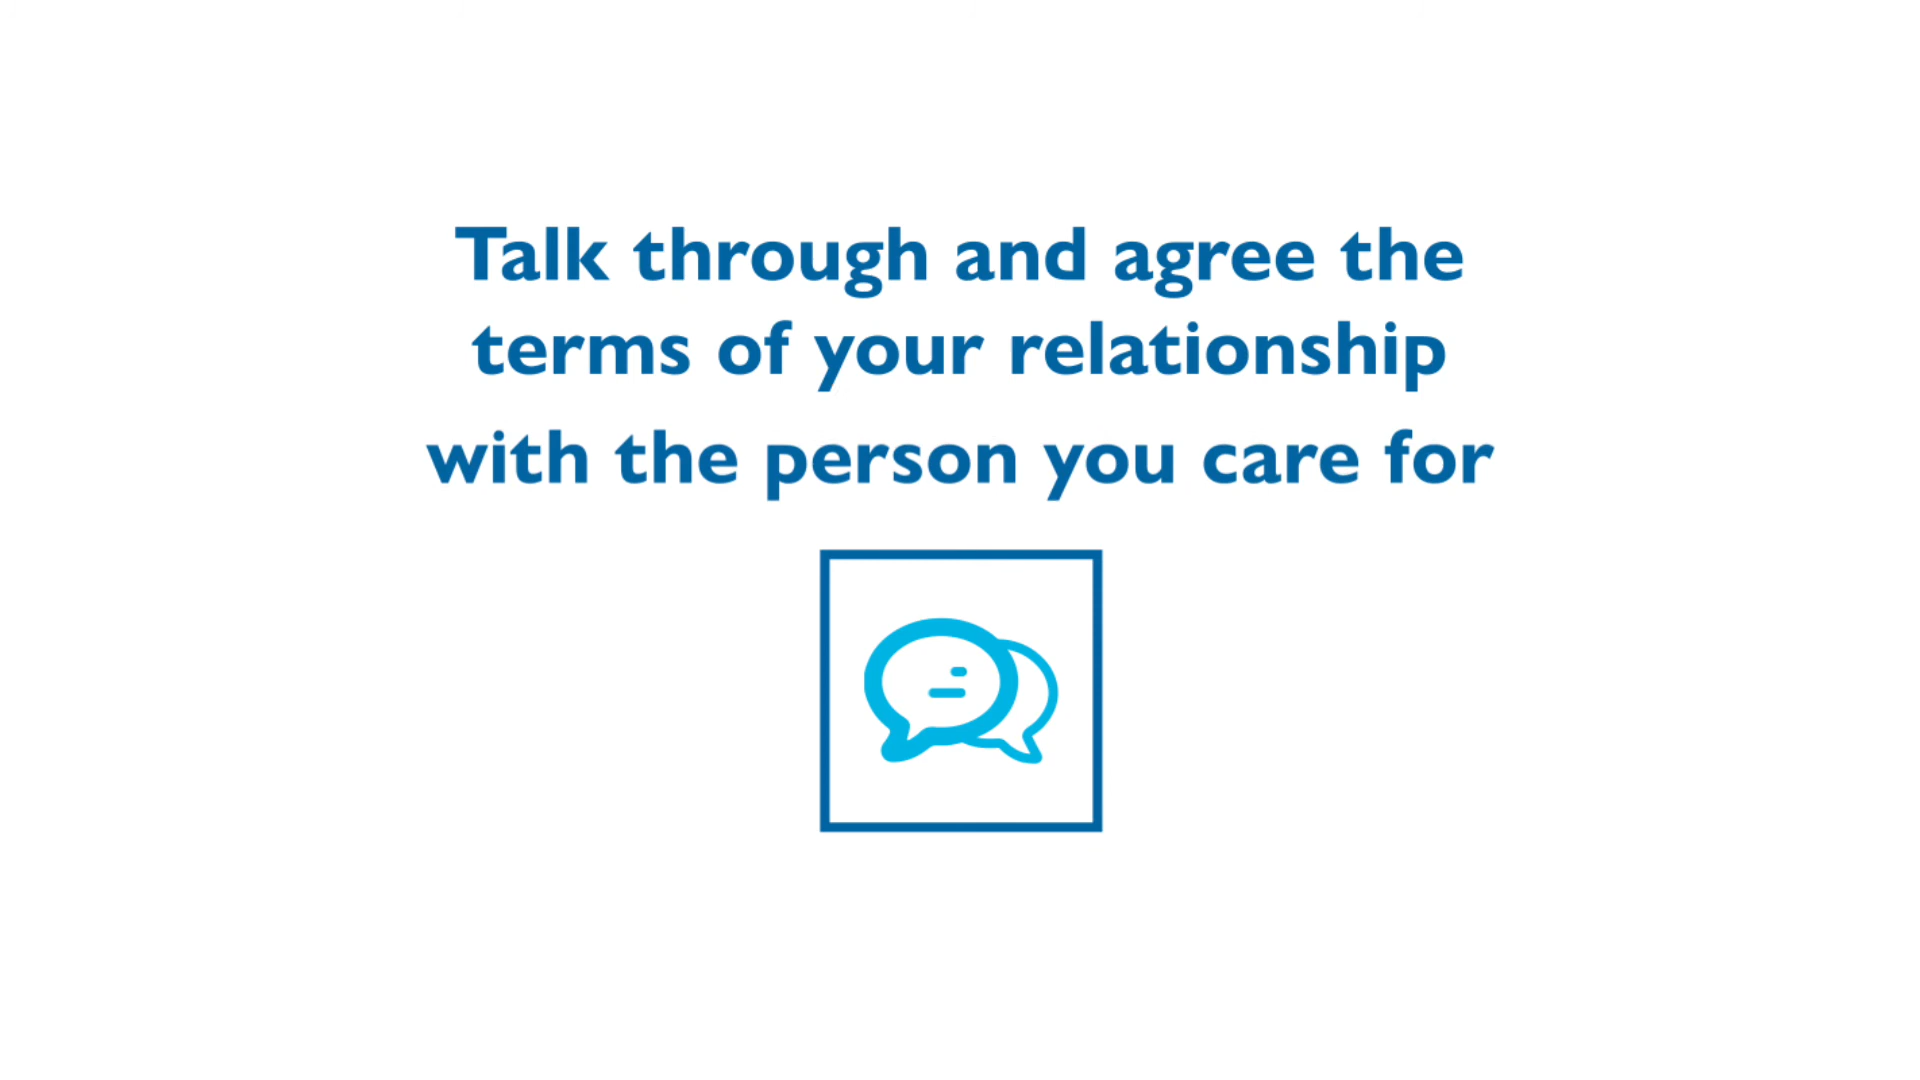 Talk through and agree the
terms of your relationship
with the person you care for